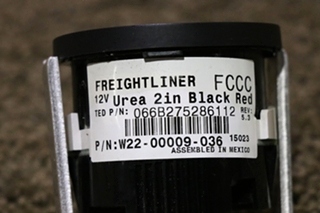 FREIGHTLINER FCCC
12V Urea 2in Black Red
TED P/N: 066B275286112 REV: 5.3
P/N: W22-00009-036 15023
ASSEMBLED IN MEXICO